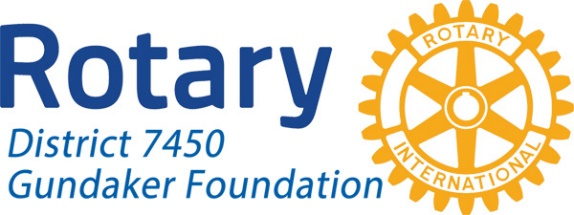 Rotary
District 7450
Gundaker Foundation
ROTARY
INTERNATIONAL